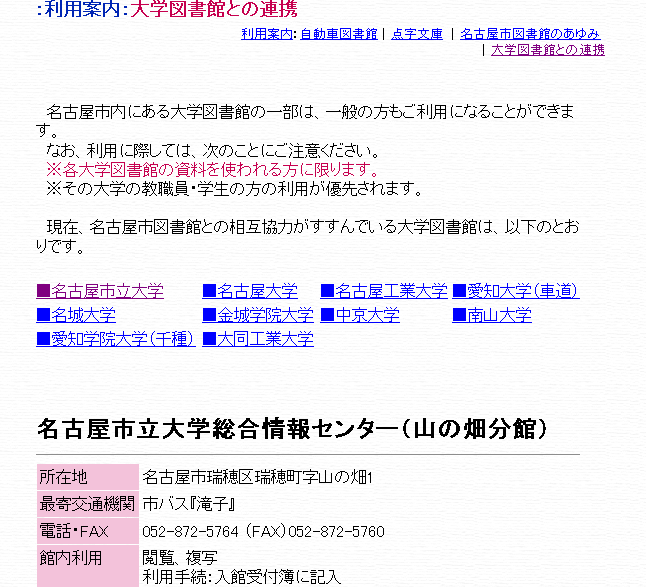 :利用案内:大学図書館との連携
利用案内: 自動車図書館 | 点字文庫 | 名古屋市図書館のあゆみ
| 大学図書館との連携
名古屋市内にある大学図書館の一部は、一般の方もご利用になることができま
す。
なお、利用に際しては、次のことにご注意ください。
※各大学図書館の資料を使われる方に限ります。
※その大学の教職員・学生の方の利用が優先されます。
現在、名古屋市図書館との相互協力がすすんでいる大学図書館は、以下のとお
りです。
■名古屋市立大学 ■名古屋大学 ■名古屋工業大学 ■愛知大学(車道)
■名城大学 ■金城学院大学 ■中京大学 ■南山大学
■愛知学院大学(千種) ■大同工業大学
名古屋市立大学総合情報センター(山の畑分館)
所在地 名古屋市瑞穂区瑞穂町字山の畑1
最寄交通機関 市バス『滝子』
電話・FAX 052-872-5764 (FAX)052-872-5760
館内利用 閲覧、複写
利用手続:入館受付簿に記入